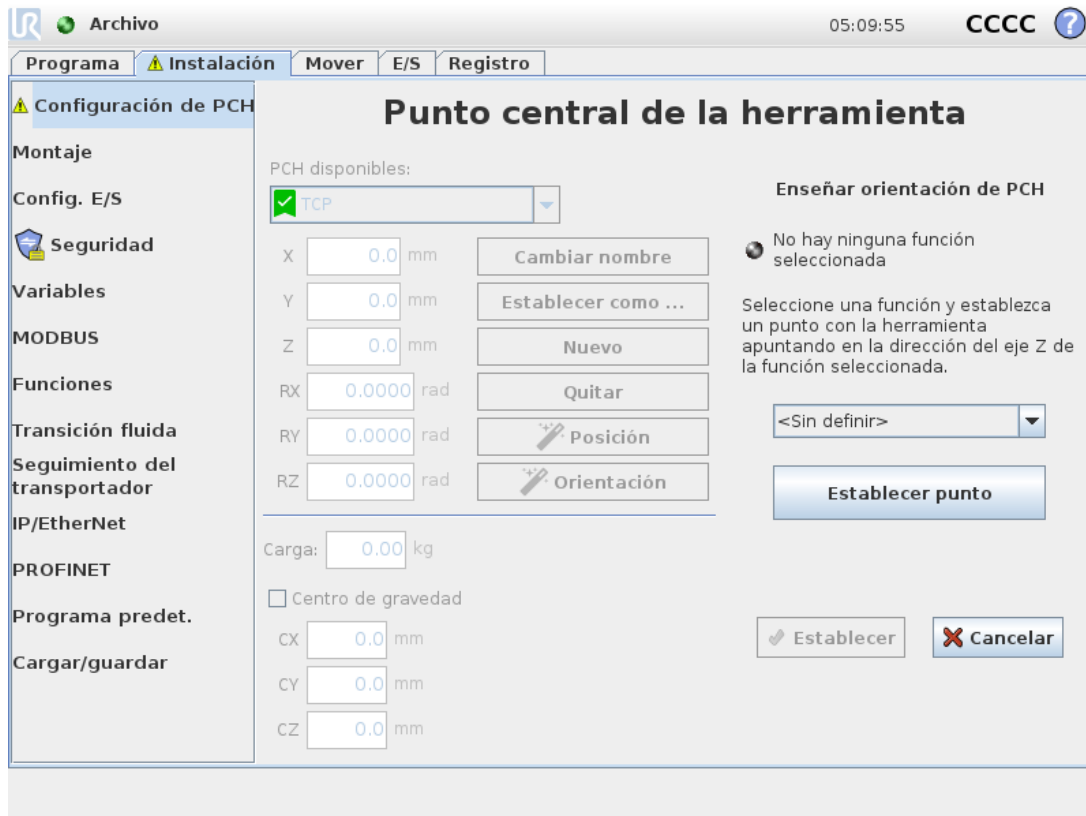 UR
Archivo
05:09:55
CCCC
?
Programa
Instalación
Mover
E/S
Registro
Configuración de PCH
Montaje
Config. E/S
Seguridad
Variables
MODBUS
Funciones
Transición fluida
Seguimiento del
transportador
IP/EtherNet
PROFINET
Programa predet.
Cargar/guardar
Punto central de la herramienta
PCH disponibles:
TCP
X 0.0 mm
Cambiar nombre
Y 0.0 mm
Establecer como ...
Z 0.0 mm
Nuevo
RX 0.0000 rad
Quitar
RY 0.0000 rad
Posición
RZ 0.0000 rad
Orientación
Carga: 0.00 kg
Centro de gravedad
CX 0.0 mm
CY 0.0 mm
CZ 0.0 mm
Enseñar orientación de PCH
No hay ninguna función
seleccionada
Seleccione una función y establezca
un punto con la herramienta
apuntando en la dirección del eje Z de
la función seleccionada.
<Sin definir>
Establecer punto
Establecer
Cancelar